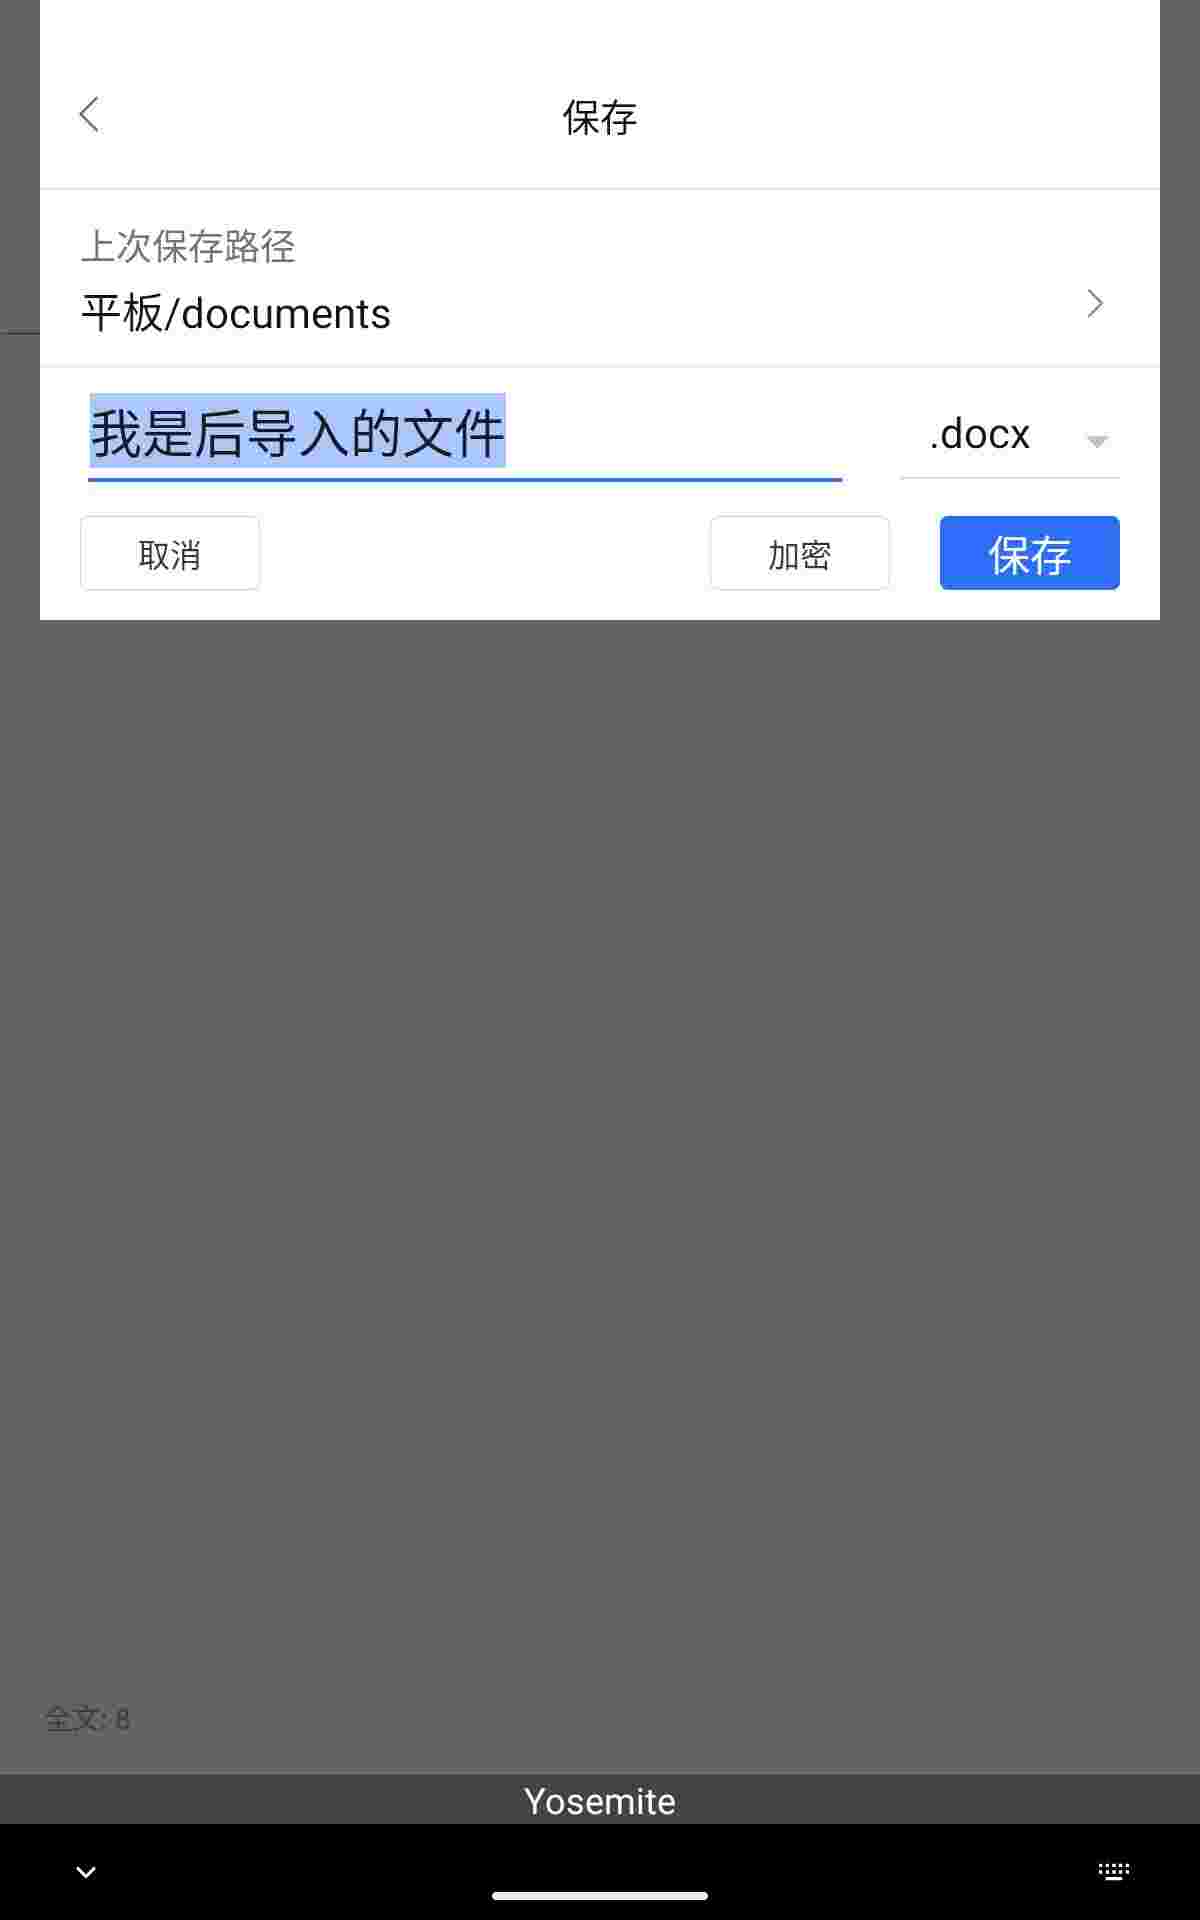 保存
上次保存路径
平板/documents
我是后导入的文件 .docx
取消 加密 保存
全文: 8
Yosemite